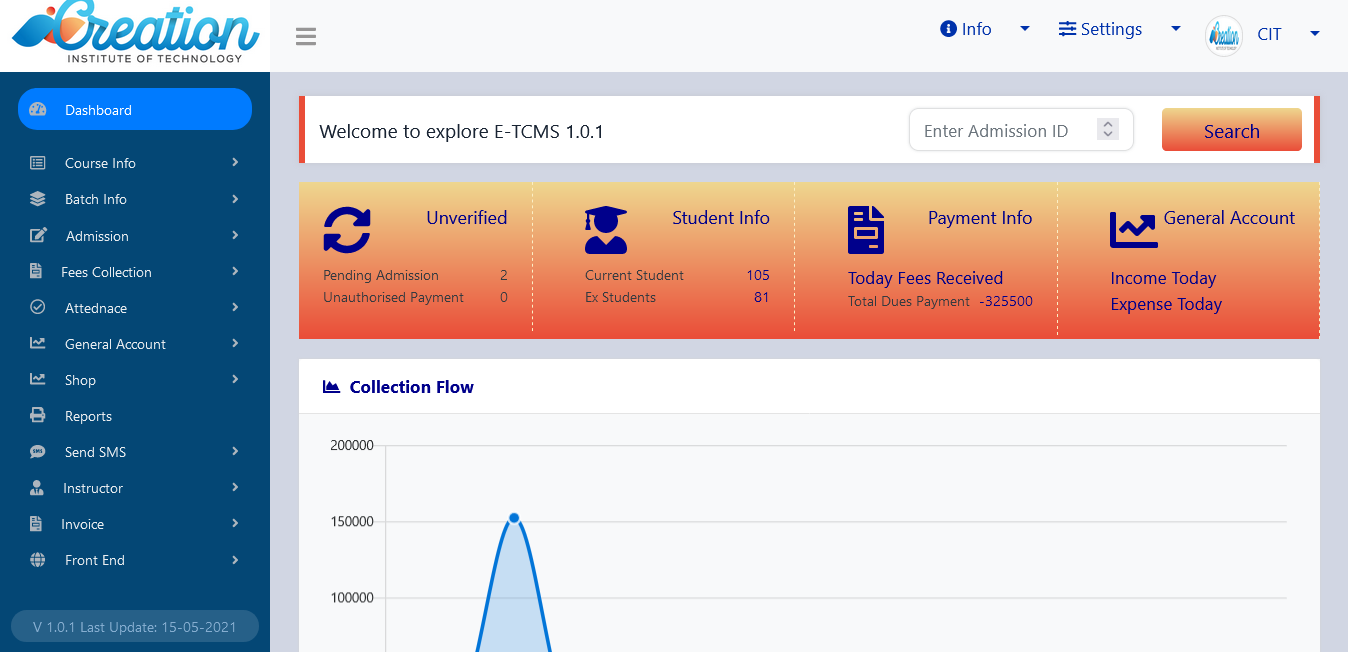 Creation
INSTITUTE OF TECHNOLOGY
Info
Settings
Creation
CIT
Dashboard
Course Info
Batch Info
Admission
Fees Collection
Attednace
General Account
Shop
Reports
SMS
Send SMS
Instructor
Invoice
Front End
V 1.0.1 Last Update: 15-05-2021
Welcome to explore E-TCMS 1.0.1
Enter Admission ID
Search
Unverified
Pending Admission 2
Unauthorised Payment 0
Student Info
Current Student 105
Ex Students 81
Payment Info
Today Fees Received
Total Dues Payment -325500
General Account
Income Today
Expense Today
Collection Flow
200000
150000
100000